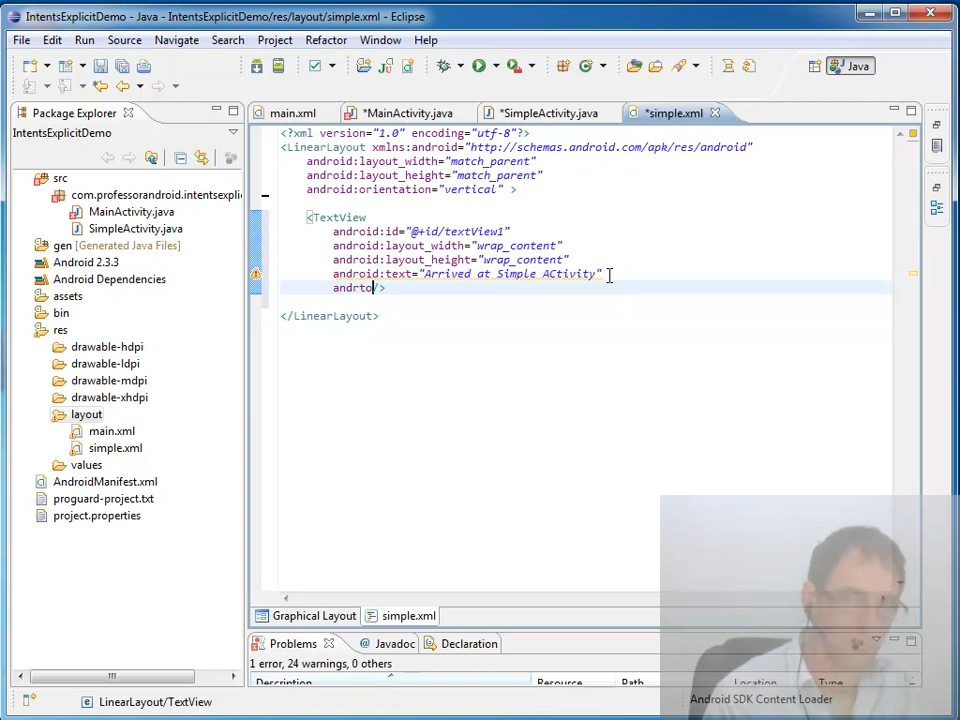 IntentsExplicitDemo - Java - IntentsExplicitDemo/res/layout/simple.xml - Eclipse
File Edit Run Source Navigate Search Project Refactor Window Help
Java
Package Explorer
main.xml
*MainActivity.java
*SimpleActivity.java
*simple.xml
IntentsExplicitDemo
src
com.professorandroid.intentsexplic
MainActivity.java
SimpleActivity.java
gen [Generated Java Files]
Android 2.3.3
Android Dependencies
assets
bin
res
drawable-hdpi
drawable-ldpi
drawable-mdpi
drawable-xhdpi
layout
main.xml
simple.xml
values
AndroidManifest.xml
proguard-project.txt
project.properties
<?xml version="1.0" encoding="utf-8"?>
<LinearLayout xmlns:android="http://schemas.android.com/apk/res/android"
android:layout_width="match_parent"
android:layout_height="match_parent"
android:orientation="vertical" >
<TextView
android:id="@+id/textView1"
android:layout_width="wrap_content"
android:layout_height="wrap_content"
android:text="Arrived at Simple ACtivity"
andrto/>
</LinearLayout>
Graphical Layout
simple.xml
Problems
Javadoc
Declaration
1 error, 24 warnings, 0 others
Description Resource Path Location Type
LinearLayout/TextView
Android SDK Content Loader